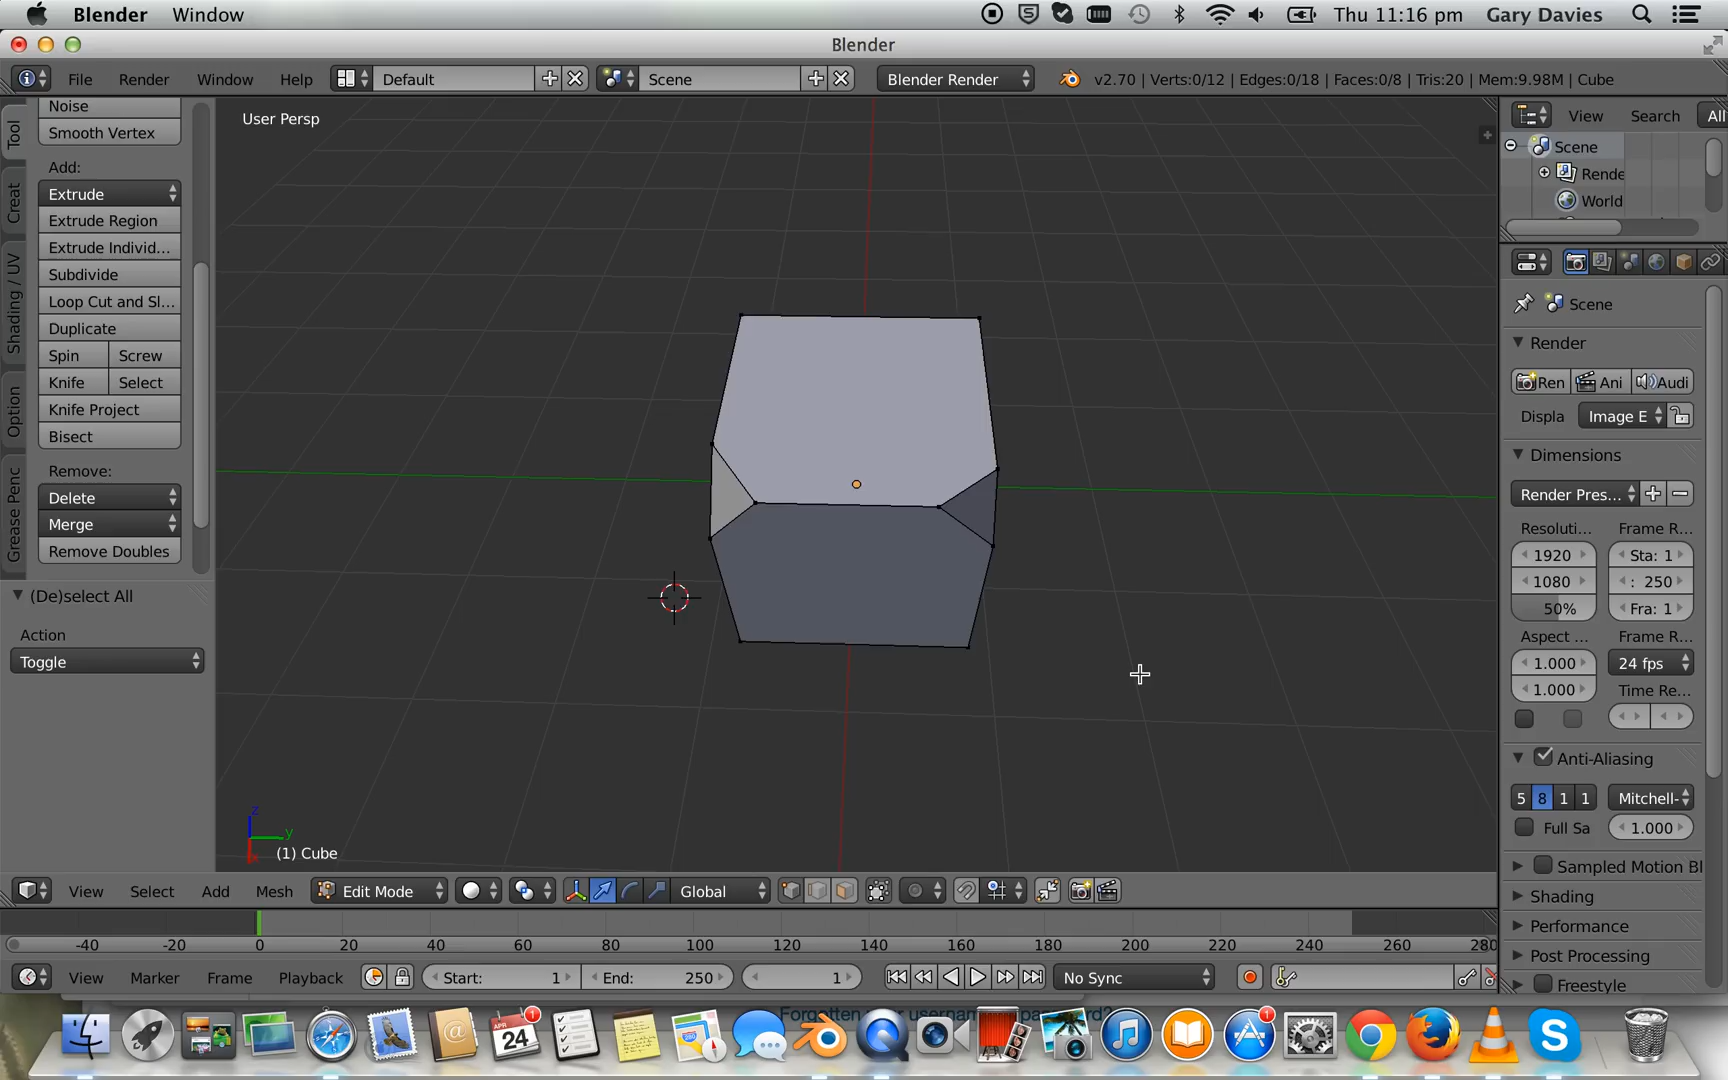 Blender Window Thu 11:16 pm Gary Davies
Blender
File Render Window Help Default Scene Blender Render v2.70 | Verts:0/12 | Edges:0/18 | Faces:0/8 | Tris:20 | Mem:9.98M | Cube
User Persp
Tool
Creat
Shading / UV
Option
Grease Penc
Noise
Smooth Vertex
Add:
Extrude
Extrude Region
Extrude Individ...
Subdivide
Loop Cut and Sl...
Duplicate
Spin Screw
Knife Select
Knife Project
Bisect
Remove:
Delete
Merge
Remove Doubles
(De)select All
Action
Toggle
z
y
x
(1) Cube
View Search All
Scene
Rende
World
Scene
Render
Ren Ani Audi
Displa Image E
Dimensions
Render Pres...
Resoluti... Frame R...
1920 Sta: 1
1080 : 250
50% Fra: 1
Aspect ... Frame R...
1.000 24 fps
1.000 Time Re...
Anti-Aliasing
5 8 1 1 Mitchell-
Full Sa 1.000
Sampled Motion Bl
Shading
Performance
Post Processing
Freestyle
View Select Add Mesh Edit Mode Global
-40 -20 0 20 40 60 80 100 120 140 160 180 200 220 240 260 280
View Marker Frame Playback Start: 1 End: 250 1 No Sync
Forgotten
APR
24
1
1